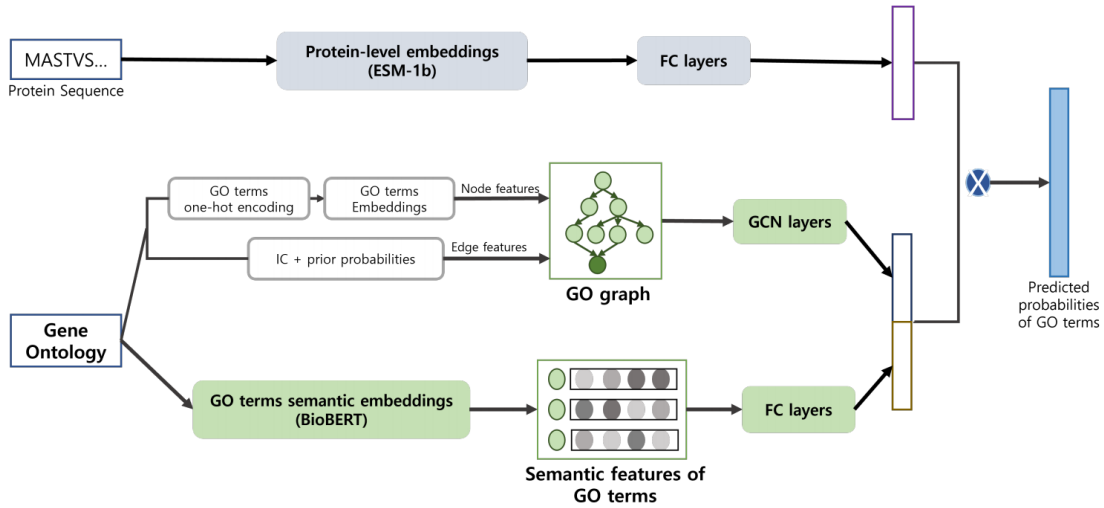 MASTVS...
Protein Sequence
Protein-level embeddings
(ESM-1b)
FC layers
GO terms
one-hot encoding
GO terms
Embeddings
Node features
IC + prior probabilities
Edge features
GO graph
GCN layers
Predicted
probabilities
of GO terms
Gene
Ontology
GO terms semantic embeddings
(BioBERT)
Semantic features of
GO terms
FC layers